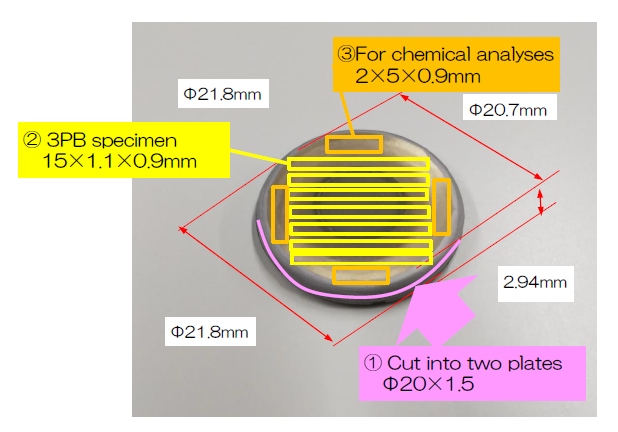 ③For chemical analyses
2×5×0.9mm
Φ21.8mm
Φ20.7mm
② 3PB specimen
15×1.1×0.9mm
2.94mm
Φ21.8mm
① Cut into two plates
Φ20×1.5